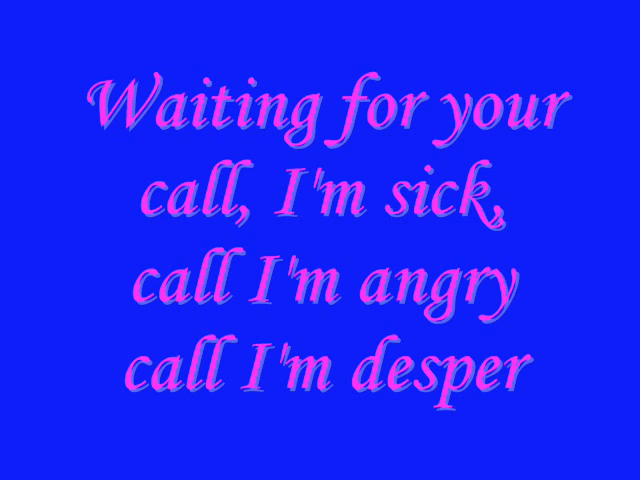 Waiting for your
call, I'm sick,
call I'm angry
call I'm desper